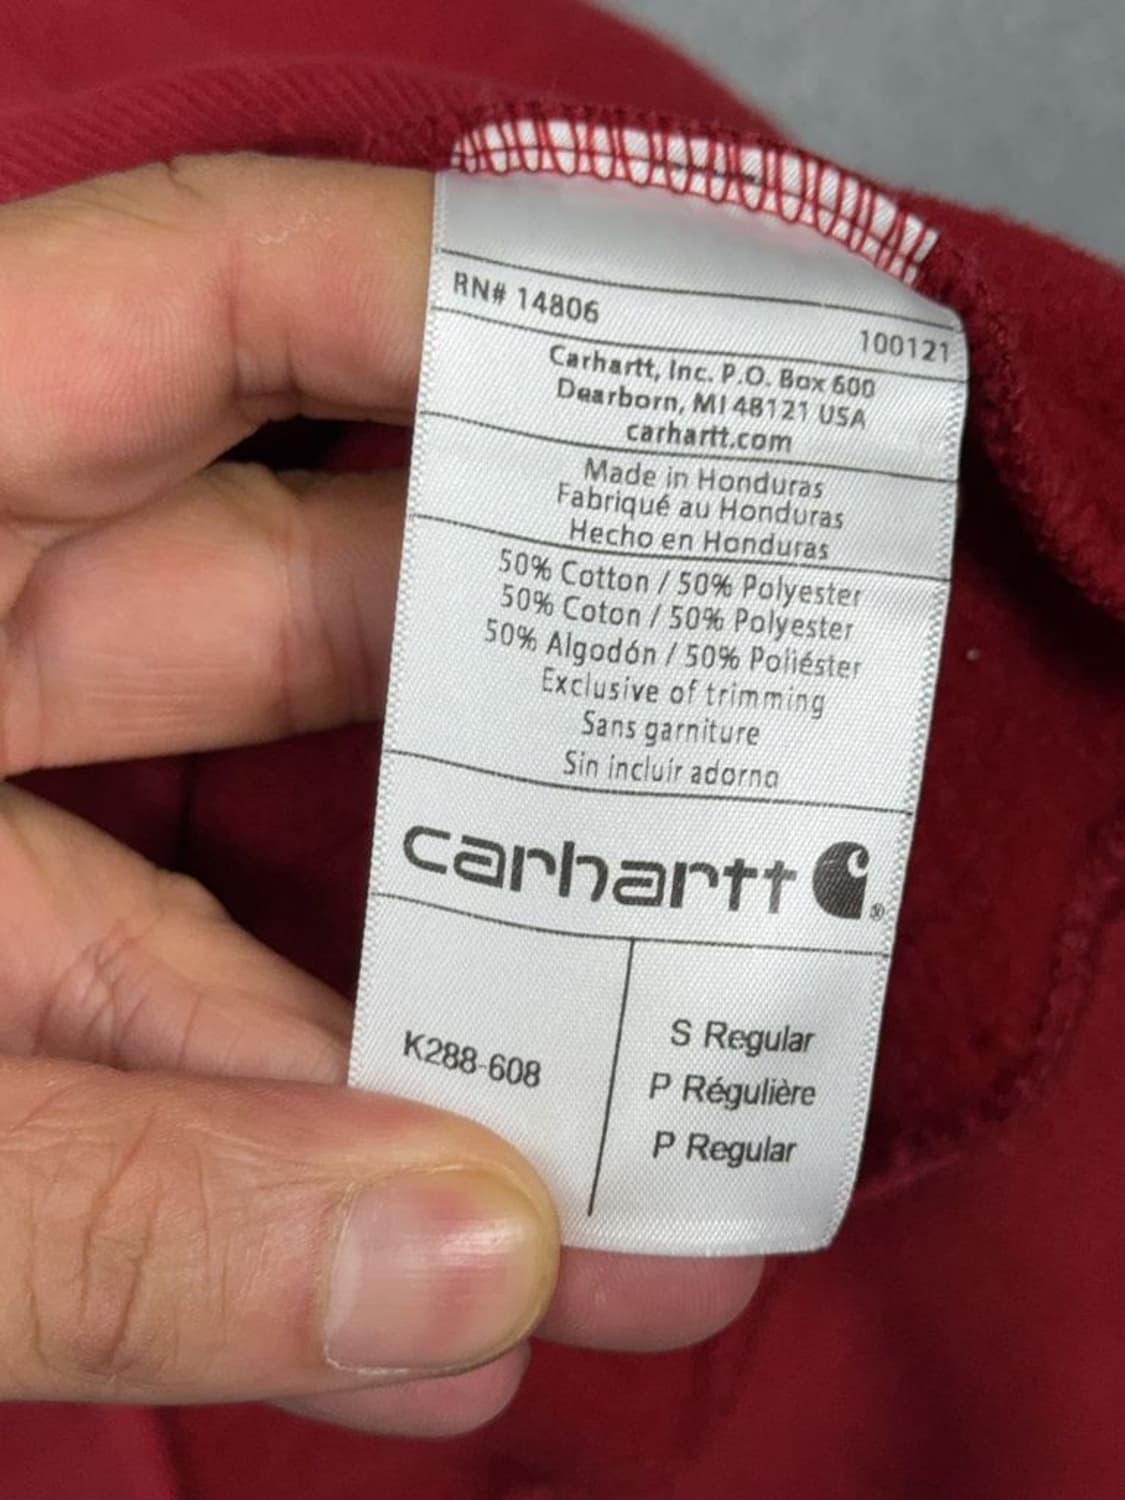 RN# 14806
100121
Carhartt, Inc. P.O. Box 600
Dearborn, MI 48121 USA
carhartt.com
Made in Honduras
Fabriqué au Honduras
Hecho en Honduras
50% Cotton / 50% Polyester
50% Coton / 50% Polyester
50% Algodón / 50% Poliéster
Exclusive of trimming
Sans garniture
Sin incluir adorno
carhartt ®
K288-608
S Regular
P Régulière
P Regular